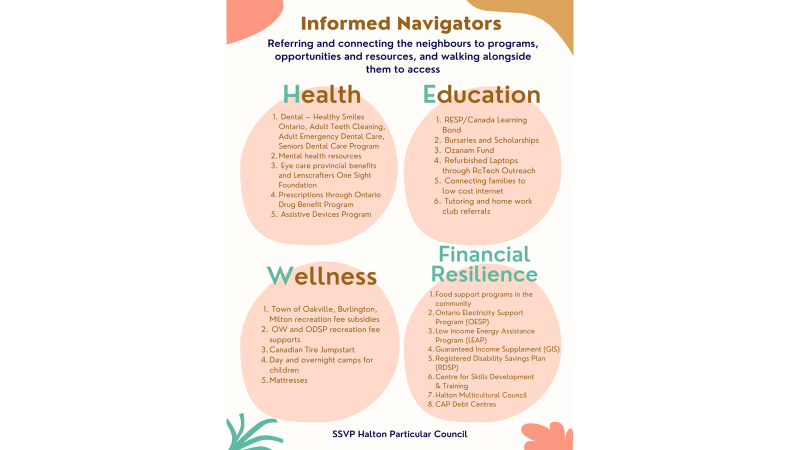 Informed Navigators
Referring and connecting the neighbours to programs,
opportunities and resources, and walking alongside
them to access
Health
1. Dental – Healthy Smiles
Ontario, Adult Teeth Cleaning,
Adult Emergency Dental Care,
Seniors Dental Care Program
2. Mental health resources
3. Eye care provincial benefits
and Lenscrafters One Sight
Foundation
4. Prescriptions through Ontario
Drug Benefit Program
5. Assistive Devices Program
Education
1. RESP/Canada Learning
Bond
2. Bursaries and Scholarships
3. Ozanam Fund
4. Refurbished Laptops
through RcTech Outreach
5. Connecting families to
low cost internet
6. Tutoring and home work
club referrals
Wellness
1. Town of Oakville, Burlington,
Milton recreation fee subsidies
2. OW and ODSP recreation fee
supports
3. Canadian Tire Jumpstart
4. Day and overnight camps for
children
5. Mattresses
Financial
Resilience
1. Food support programs in the
community
2. Ontario Electricity Support
Program (OESP)
3. Low income Energy Assistance
Program (LEAP)
4. Guaranteed Income Supplement (GIS)
5. Registered Disability Savings Plan
(RDSP)
6. Centre for Skills Development
& Training
7. Halton Multicultural Council
8. CAP Debt Centres
SSVP Halton Particular Council